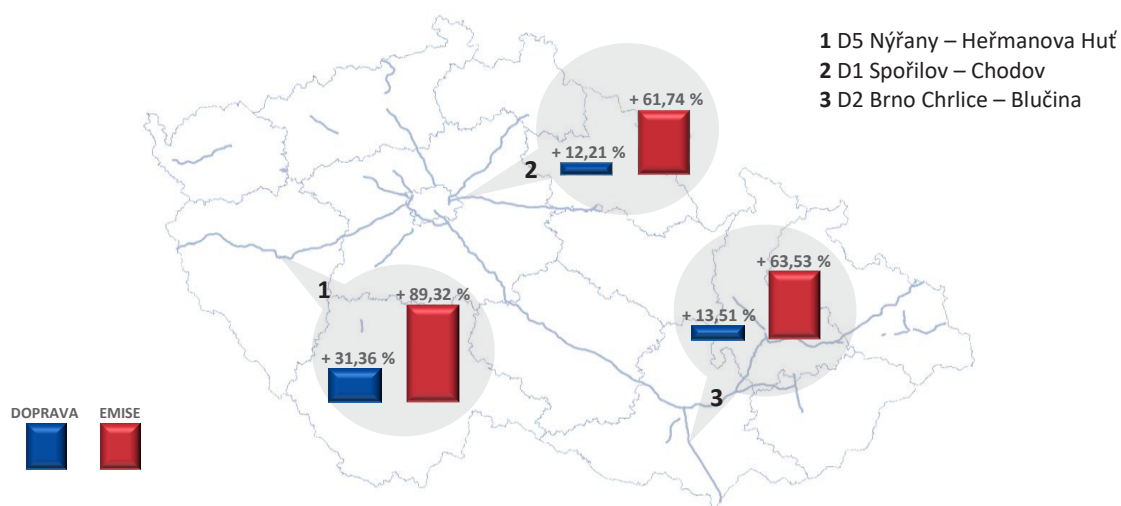 1 D5 Nýřany – Heřmanova Huť
2 D1 Spořilov – Chodov
3 D2 Brno Chrlice – Blučina
+ 61,74 %
+ 12,21 %
2
+ 63,53 %
+ 13,51 %
3
1
+ 89,32 %
+ 31,36 %
DOPRAVA EMISE